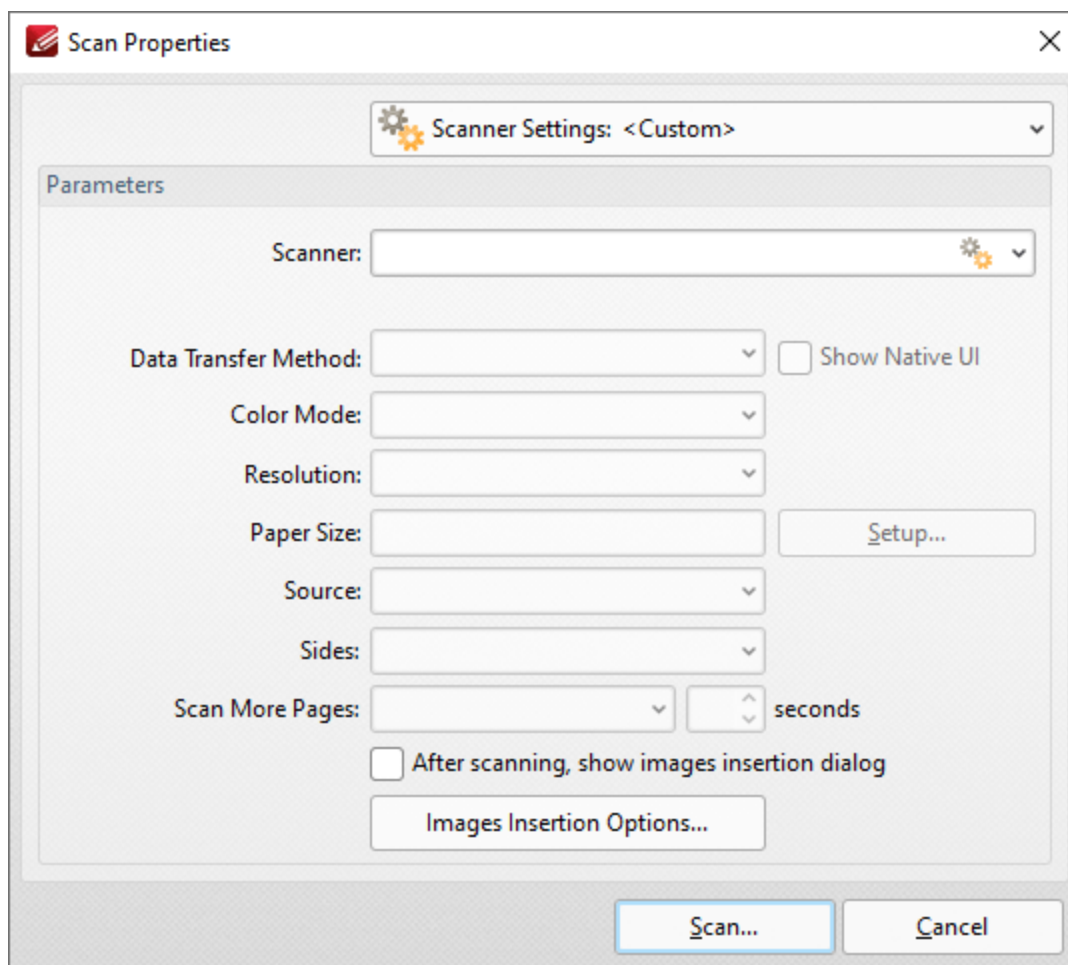 Scan Properties
Scanner Settings: <Custom>
Parameters
Scanner:
Data Transfer Method:
Show Native UI
Color Mode:
Resolution:
Paper Size:
Setup...
Source:
Sides:
Scan More Pages:
seconds
After scanning, show images insertion dialog
Images Insertion Options...
Scan...
Cancel